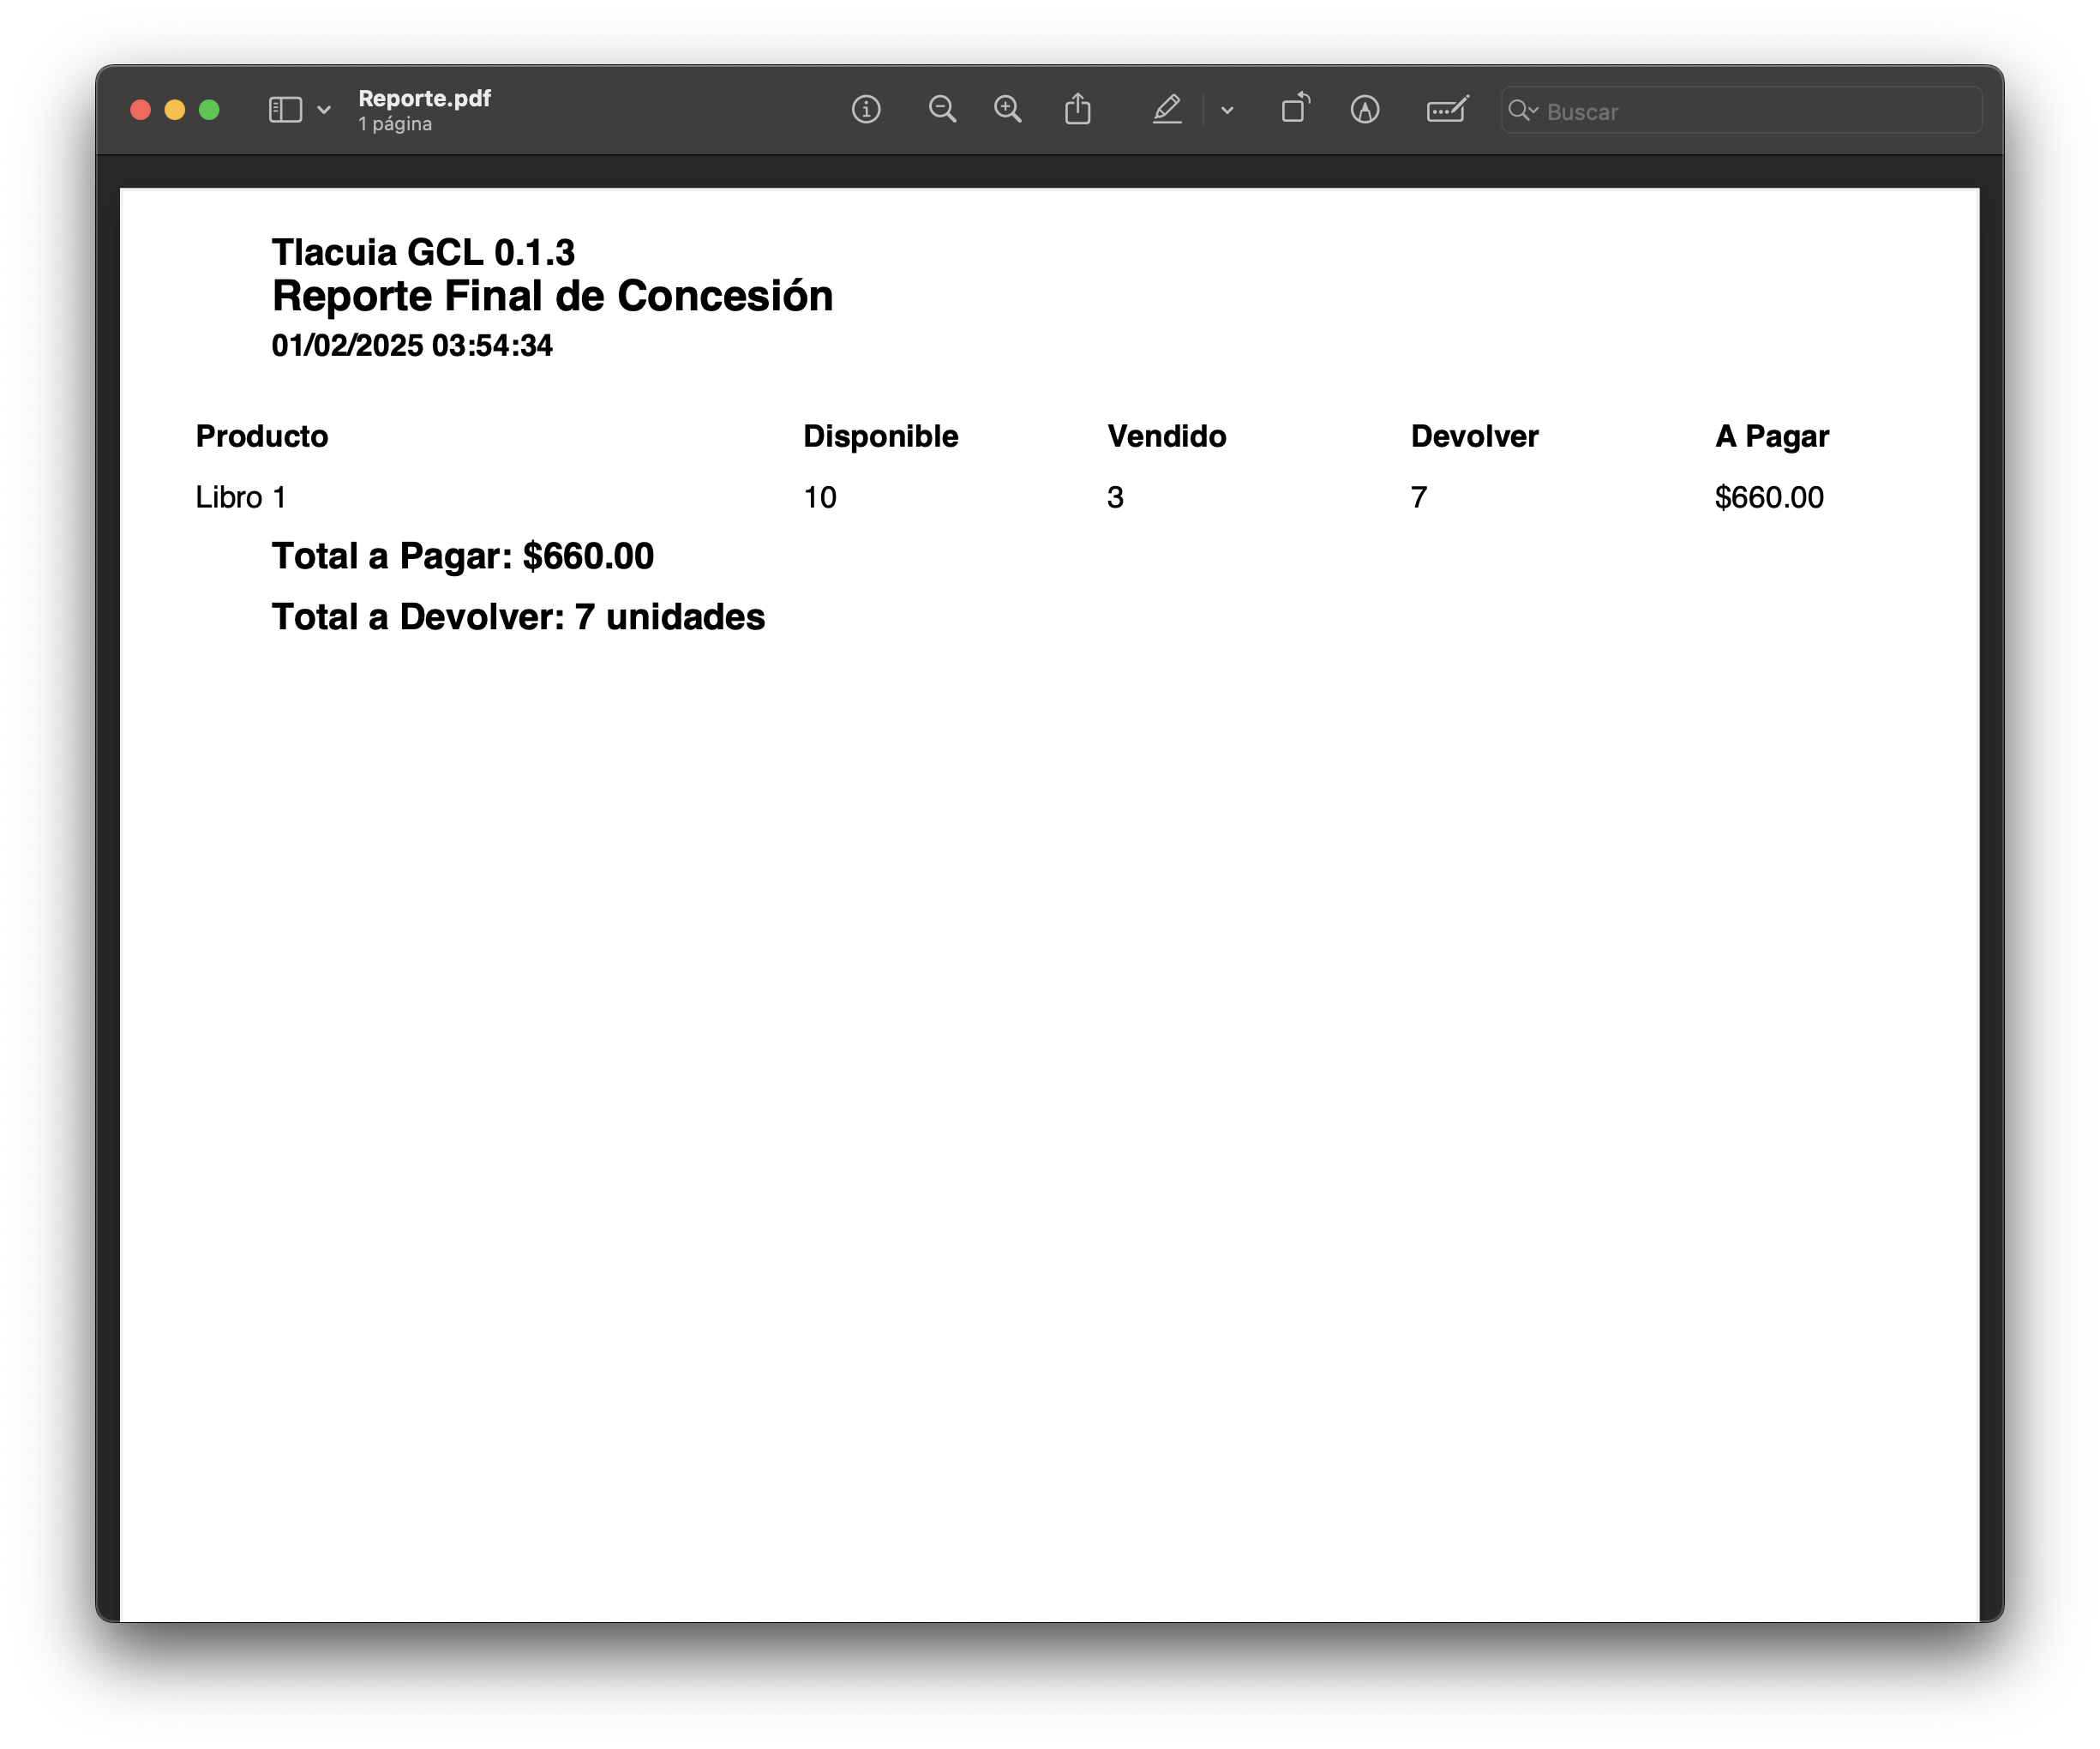 Reporte.pdf
1 página
Buscar
Tlacuia GCL 0.1.3
Reporte Final de Concesión
01/02/2025 03:54:34
Producto Disponible Vendido Devolver A Pagar
Libro 1 10 3 7 $660.00
Total a Pagar: $660.00
Total a Devolver: 7 unidades